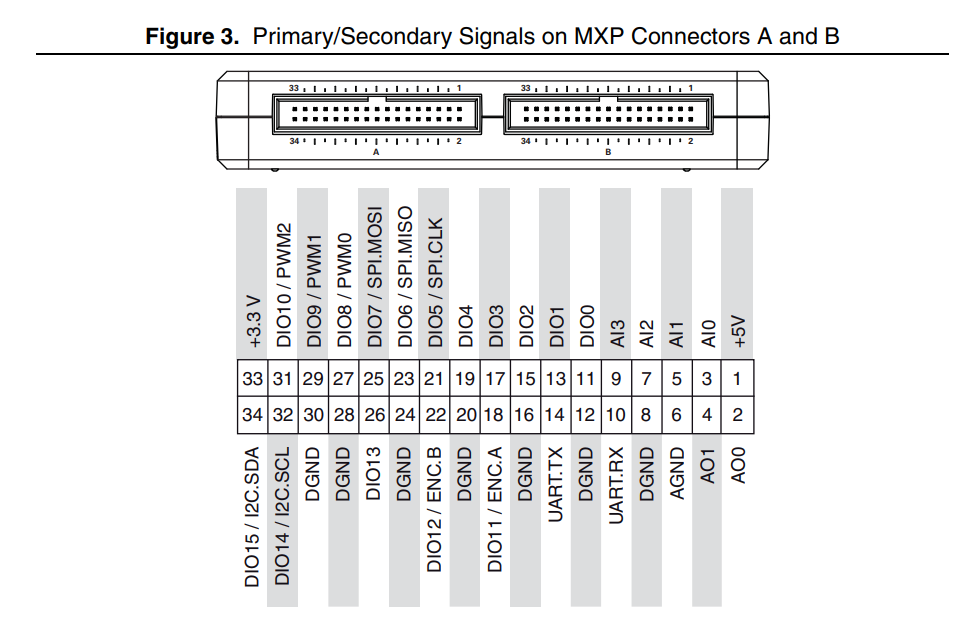 Figure 3. Primary/Secondary Signals on MXP Connectors A and B
33 1 33 1
34 2 34 2
A B
+3.3 V
DIO10 / PWM2
DIO9 / PWM1
DIO8 / PWM0
DIO7 / SPI.MOSI
DIO6 / SPI.MISO
DIO5 / SPI.CLK
DIO4
DIO3
DIO2
DIO1
DIO0
AI3
AI2
AI1
AI0
+5V
33 31 29 27 25 23 21 19 17 15 13 11 9 7 5 3 1
34 32 30 28 26 24 22 20 18 16 14 12 10 8 6 4 2
DIO15 / I2C.SDA
DIO14 / I2C.SCL
DGND
DGND
DIO13
DGND
DIO12 / ENC.B
DGND
DIO11 / ENC.A
DGND
UART.TX
DGND
UART.RX
DGND
AGND
AO1
AO0